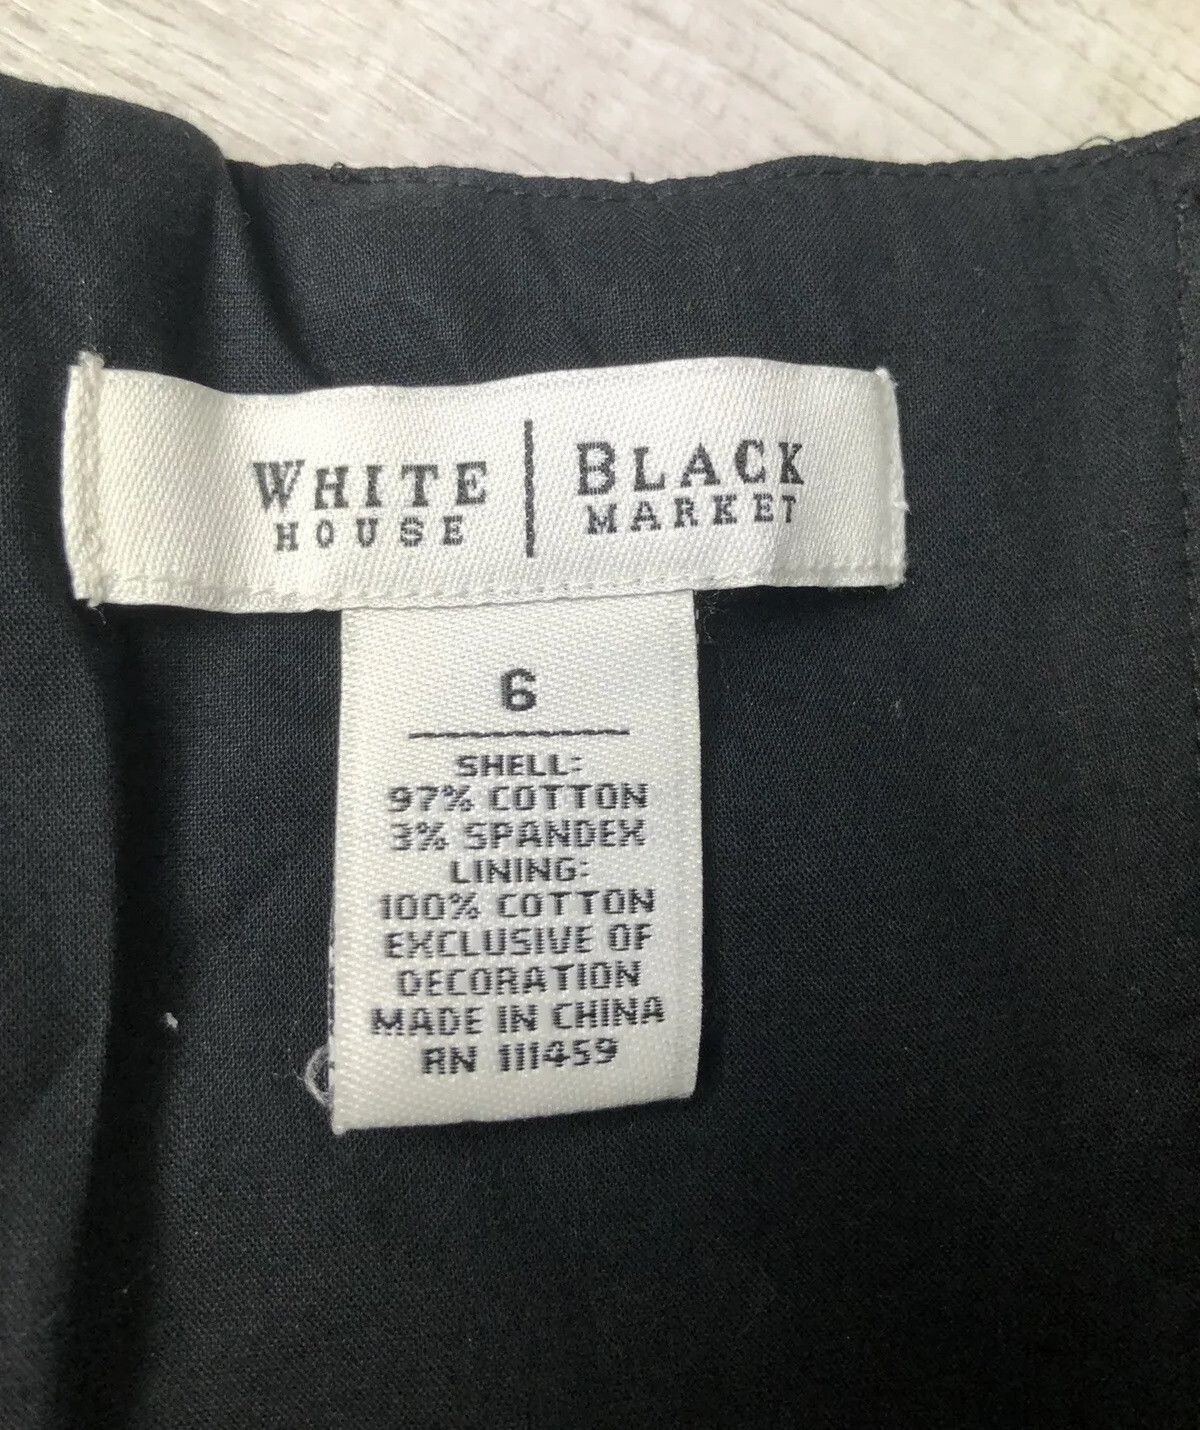 WHITE HOUSE | BLACK MARKET
6
SHELL:
97% COTTON
3% SPANDEX
LINING:
100% COTTON
EXCLUSIVE OF
DECORATION
MADE IN CHINA
RN 111459